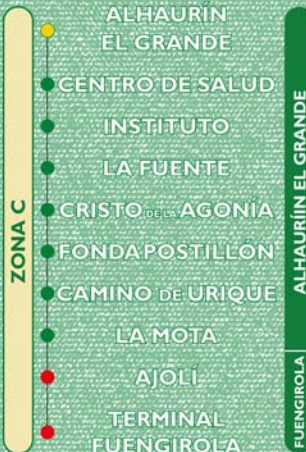 ALHAURÍN
EL GRANDE
CENTRO DE SALUD
INSTITUTO
LA FUENTE
CRISTO DE LA AGONÍA
FONDA POSTILLÓN
CAMINO DE URIQUE
LA MOTA
AJOLÍ
TERMINAL
FUENGIROLA
ZONA C
ALHAURÍN EL GRANDE
FUENGIROLA